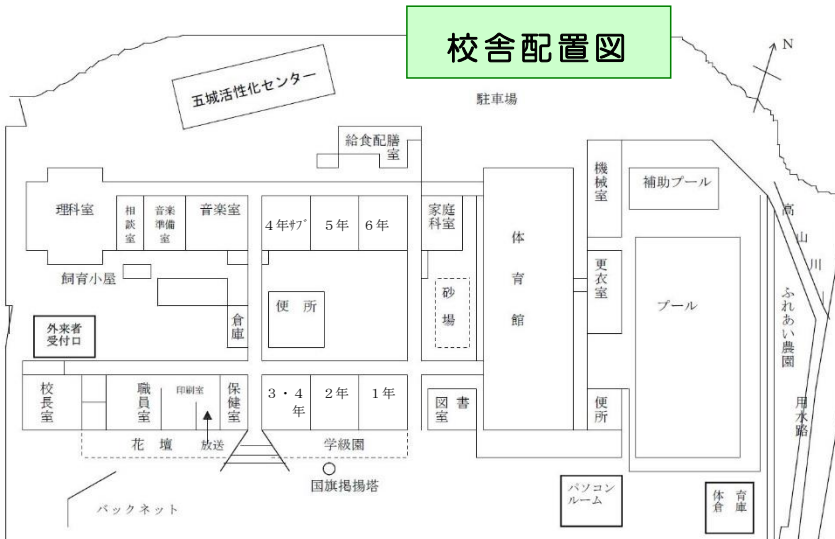 校舎配置図
N
五城活性化センター
駐車場
給食配膳室
機械室
補助プール
理科室
相談室
音楽準備室
音楽室
4年ｻﾌﾞ
5年
6年
家庭科室
体育館
高山川
飼育小屋
倉庫
便所
砂場
更衣室
プール
ふれあい農園
外来者
受付口
校長室
職員室
印刷室
保健室
3・4年
2年
1年
図書室
便所
用水路
花壇
放送
学級園
国旗掲揚塔
バックネット
パソコン
ルーム
体育倉庫